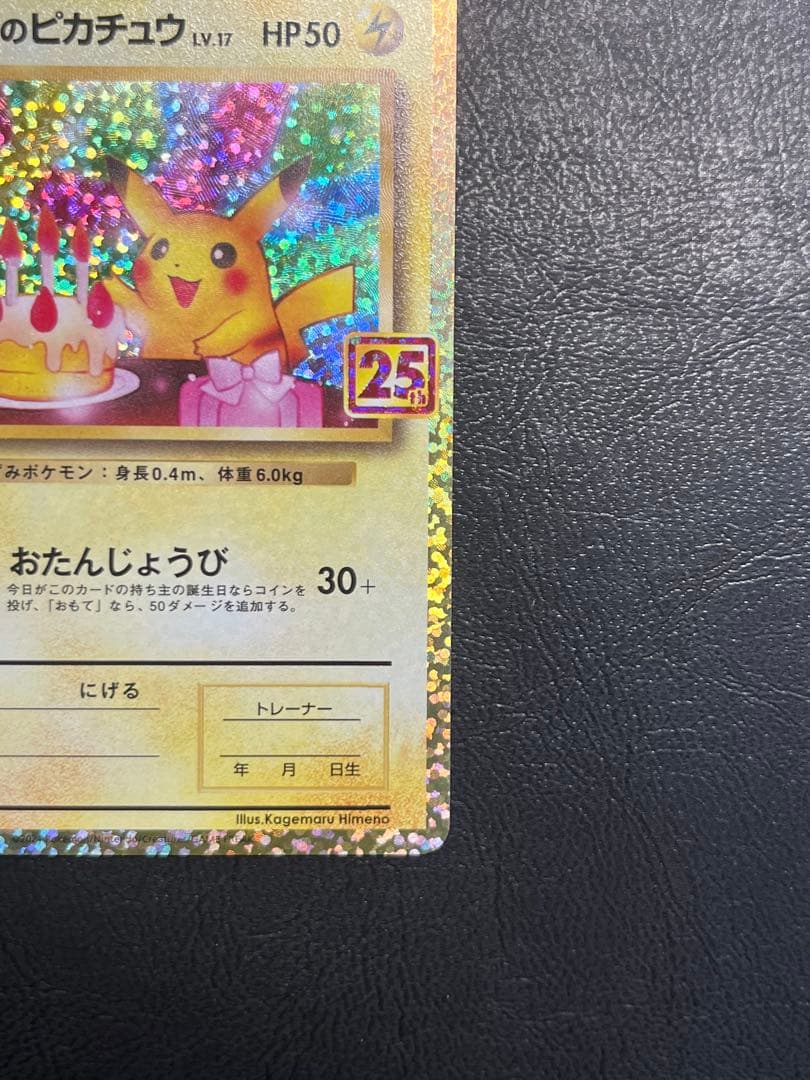 のピカチュウ LV.17 HP50
25th
みポケモン：身長0.4m、体重6.0kg
おたんじょうび 30+
今日がこのカードの持ち主の誕生日ならコインを
投げ、「おもて」なら、50ダメージを追加する。
にげる
トレーナー
年 月 日生
Illus.Kagemaru Himeno